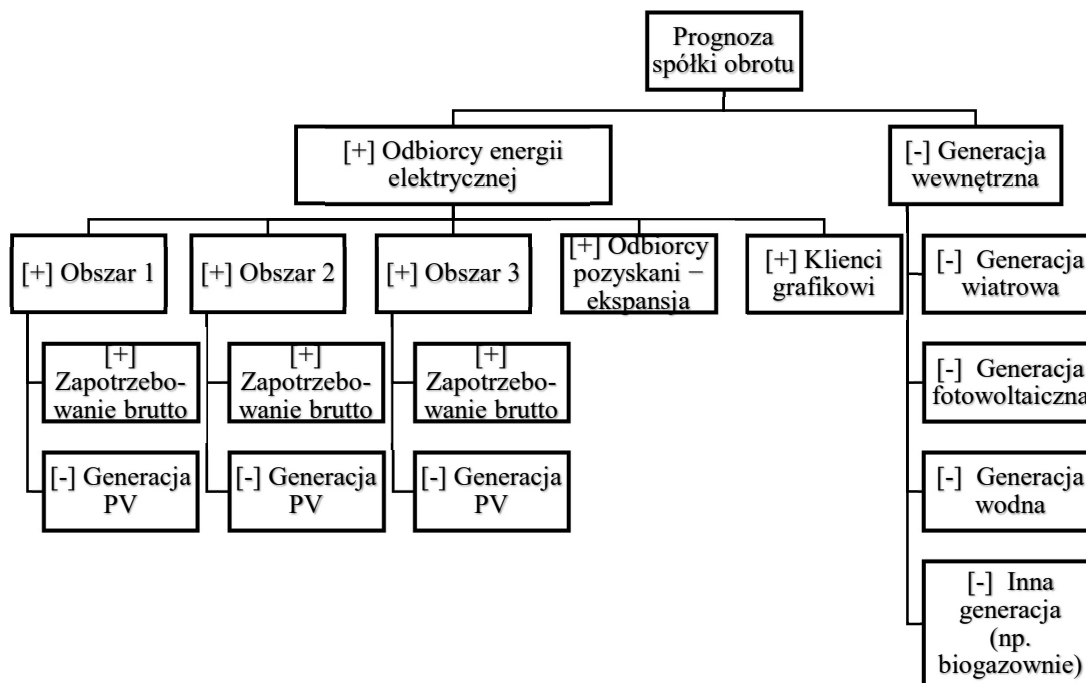 Prognoza
spółki obrotu
[+] Odbiorcy energii
elektrycznej
[-] Generacja
wewnętrzna
[+] Obszar 1
[+] Obszar 2
[+] Obszar 3
[+] Odbiorcy
pozyskani −
ekspansja
[+] Klienci
grafikowi
[-] Generacja
wiatrowa
[+]
Zapotrzebo-
wanie brutto
[+]
Zapotrzebo-
wanie brutto
[+]
Zapotrzebo-
wanie brutto
[-] Generacja
fotowoltaiczna
[-] Generacja
PV
[-] Generacja
PV
[-] Generacja
PV
[-] Generacja
wodna
[-] Inna
generacja
(np.
biogazownie)